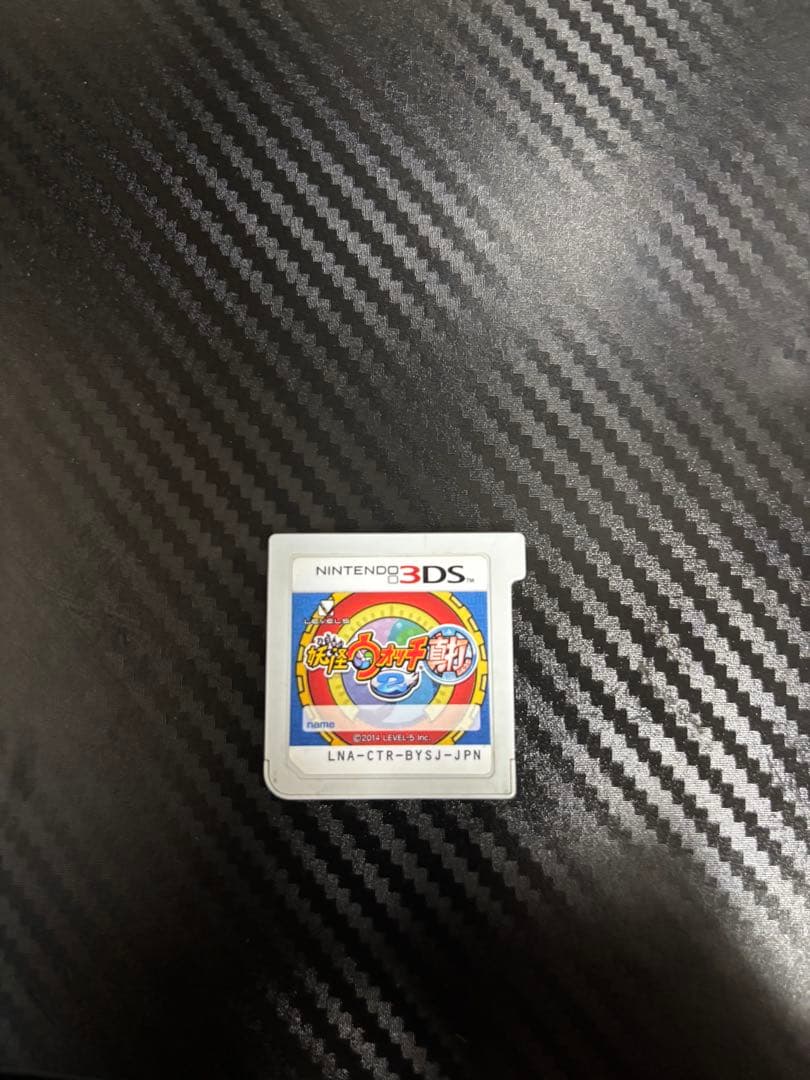 NINTENDO 3DS™
LEVEL5
妖怪ウォッチ2 真打
name
©2014 LEVEL-5 Inc.
LNA-CTR-BYSJ-JPN